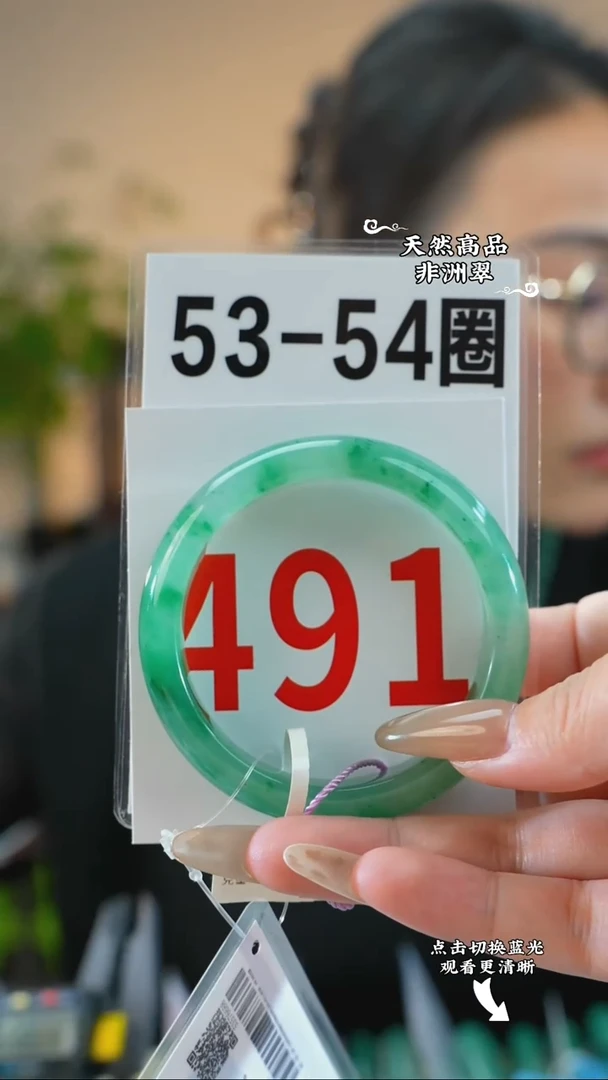 天然高品
非洲翠
53-54圈
491
点击切换蓝光
观看更清晰